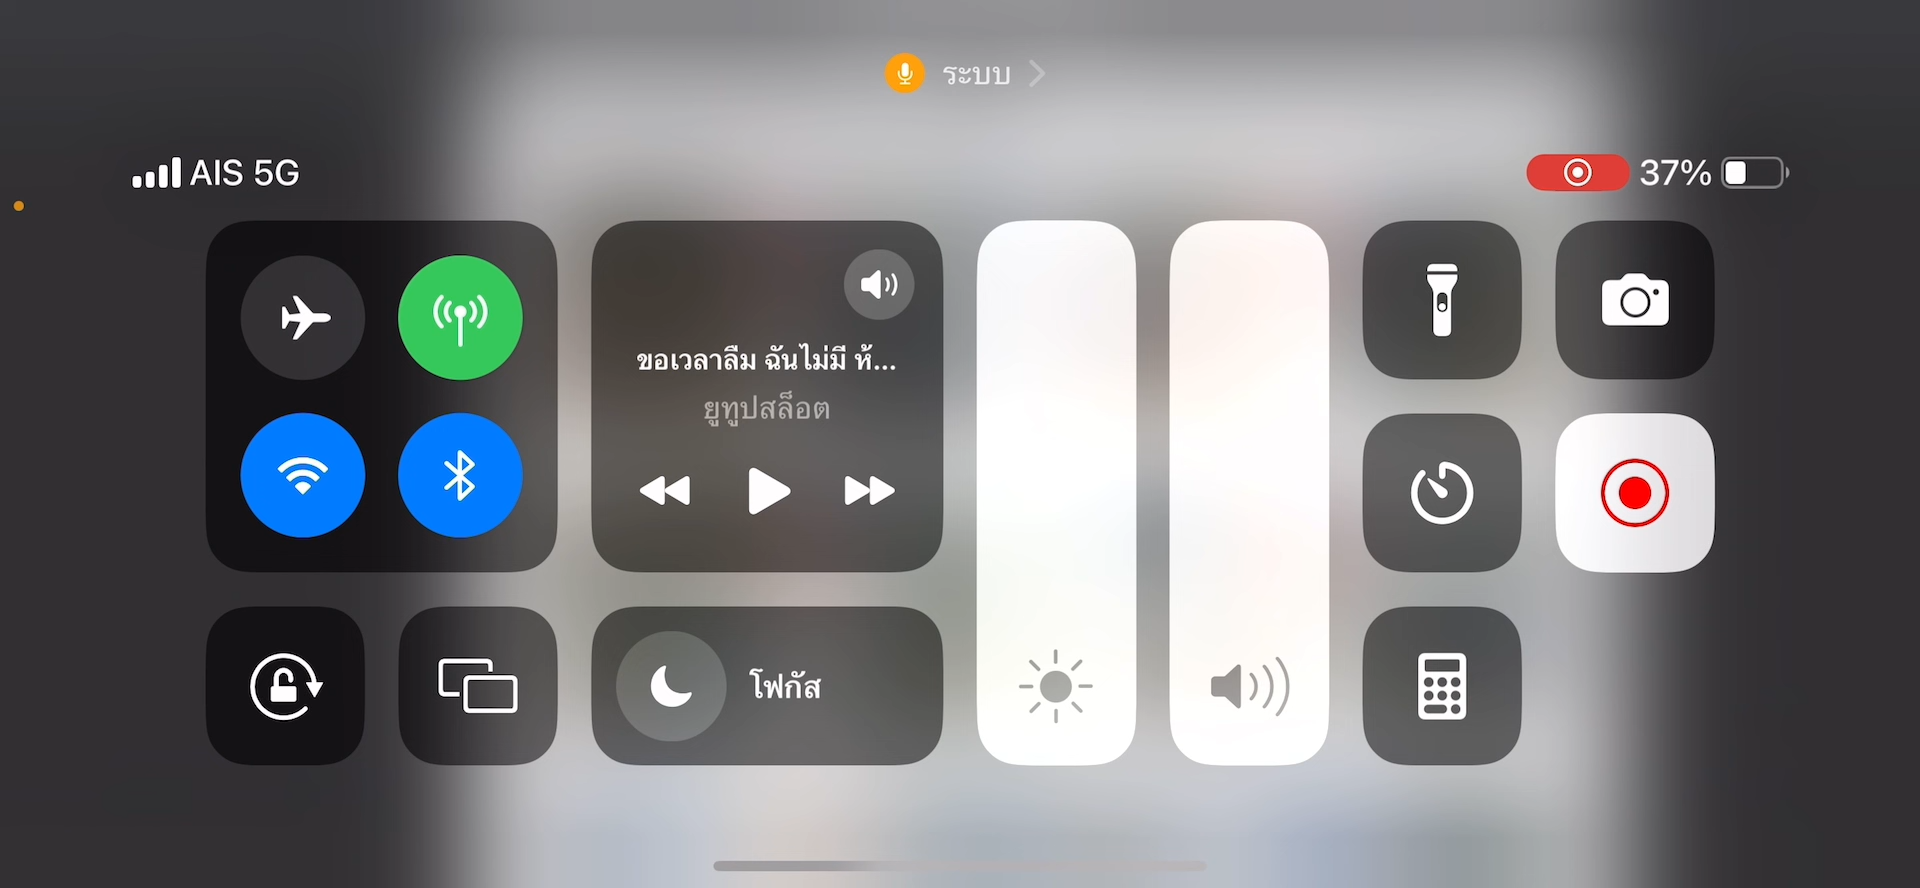 ระบบ
AIS 5G
37%
ขอเวลาลืม ฉันไม่มี ห้...
ยูทูปสล็อต
โฟกัส